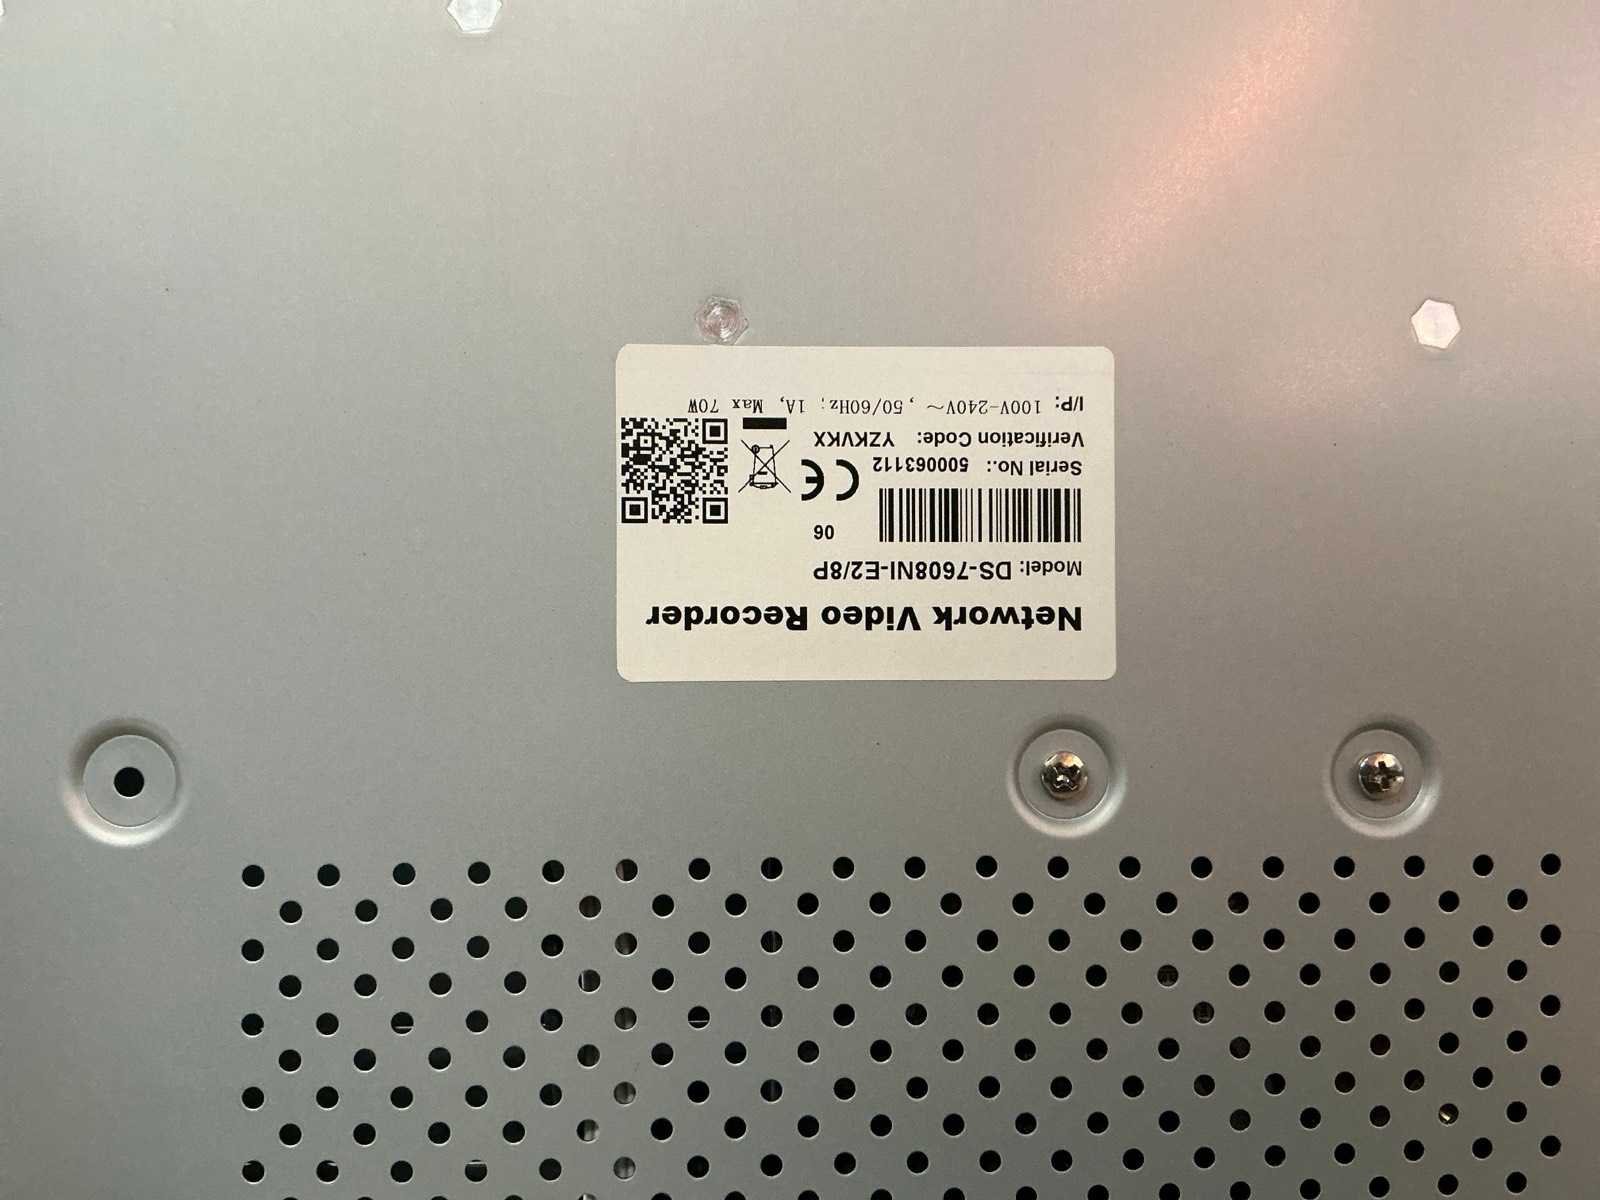 Network Video Recorder
Model: DS-7608NI-E2/8P
06
Serial No.: 500063112
CE
Verification Code: YZKVKX
I/P: 100V-240V~ , 50/60Hz; 1A, Max 70W